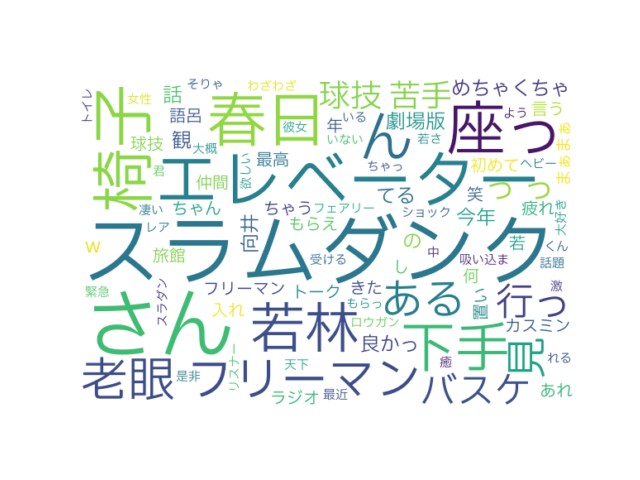 そりゃ
わざわざ
トイレ
女性
話
語呂
球技
大概
君
椅子
春日
彼女
年
いる
いない
球技
苦手
劇場版
若さ
めちゃくちゃ
言う
よう
まぁ
まあ
座っ
ん
観
最高
欲しい
仲間
ちゃっ
初めて
ヘビー
エレベーター
てる
つっ
笑
疲れ
大好き
凄い
レア
ちゃん
ちゃう
フェアリー
もらえ
ショック
今年
の
若
くん
w
旅館
向井
スラムダンク
受ける
中
吸い込ま
話題
し
何
緊急
スラダン
フリーマン
トーク
きた
もらっ
ある
行っ
置い
激
さん
入れ
若林
ロウガン
良かっ
下手
見
カスミン
れる
老眼
是非
リスナー
フリーマン
天下
ラジオ
最近
癒
バスケ
あれ